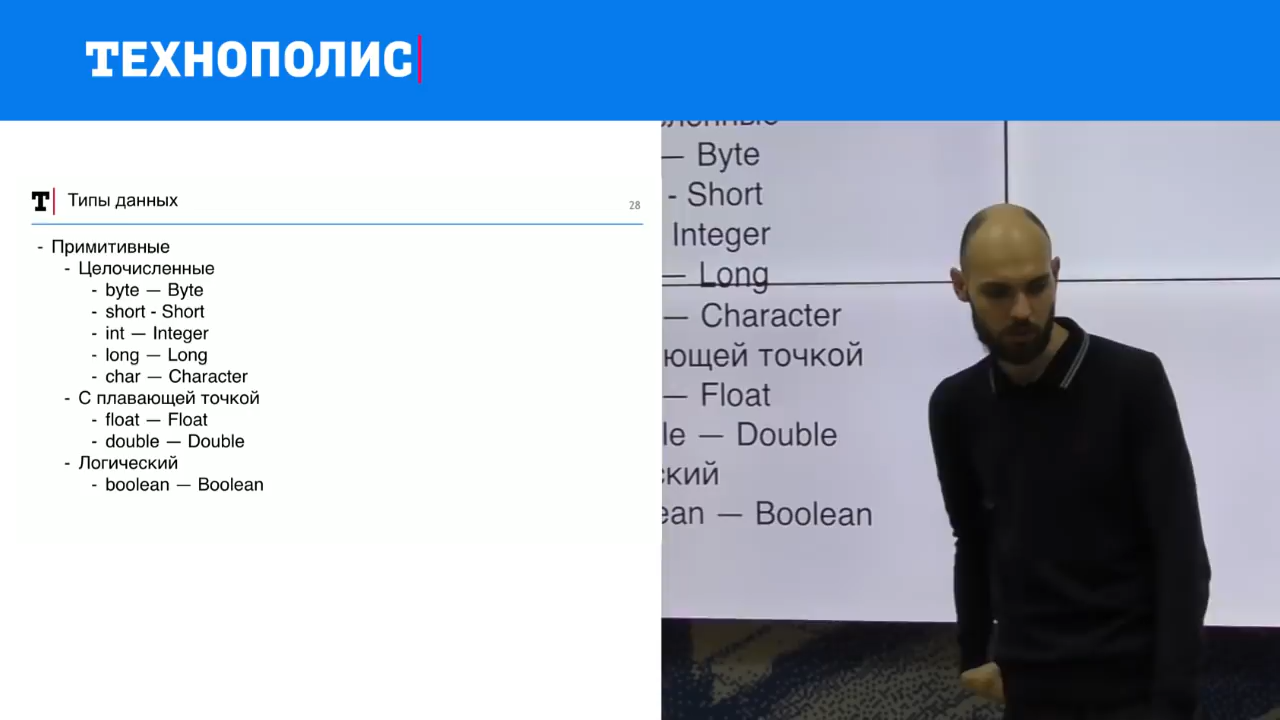 ТЕХНОПОЛИС
Т Типы данных
28
- Примитивные
- Целочисленные
- byte — Byte
- short - Short
- int — Integer
- long — Long
- char — Character
- С плавающей точкой
- float — Float
- double — Double
- Логический
- boolean — Boolean
— Byte
- Short
Integer
— Long
— Character
ющей точкой
— Float
le — Double
ский
ean — Boolean